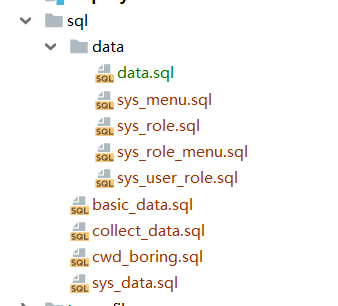 sql
data
data.sql
sys_menu.sql
sys_role.sql
sys_role_menu.sql
sys_user_role.sql
basic_data.sql
collect_data.sql
cwd_boring.sql
sys_data.sql